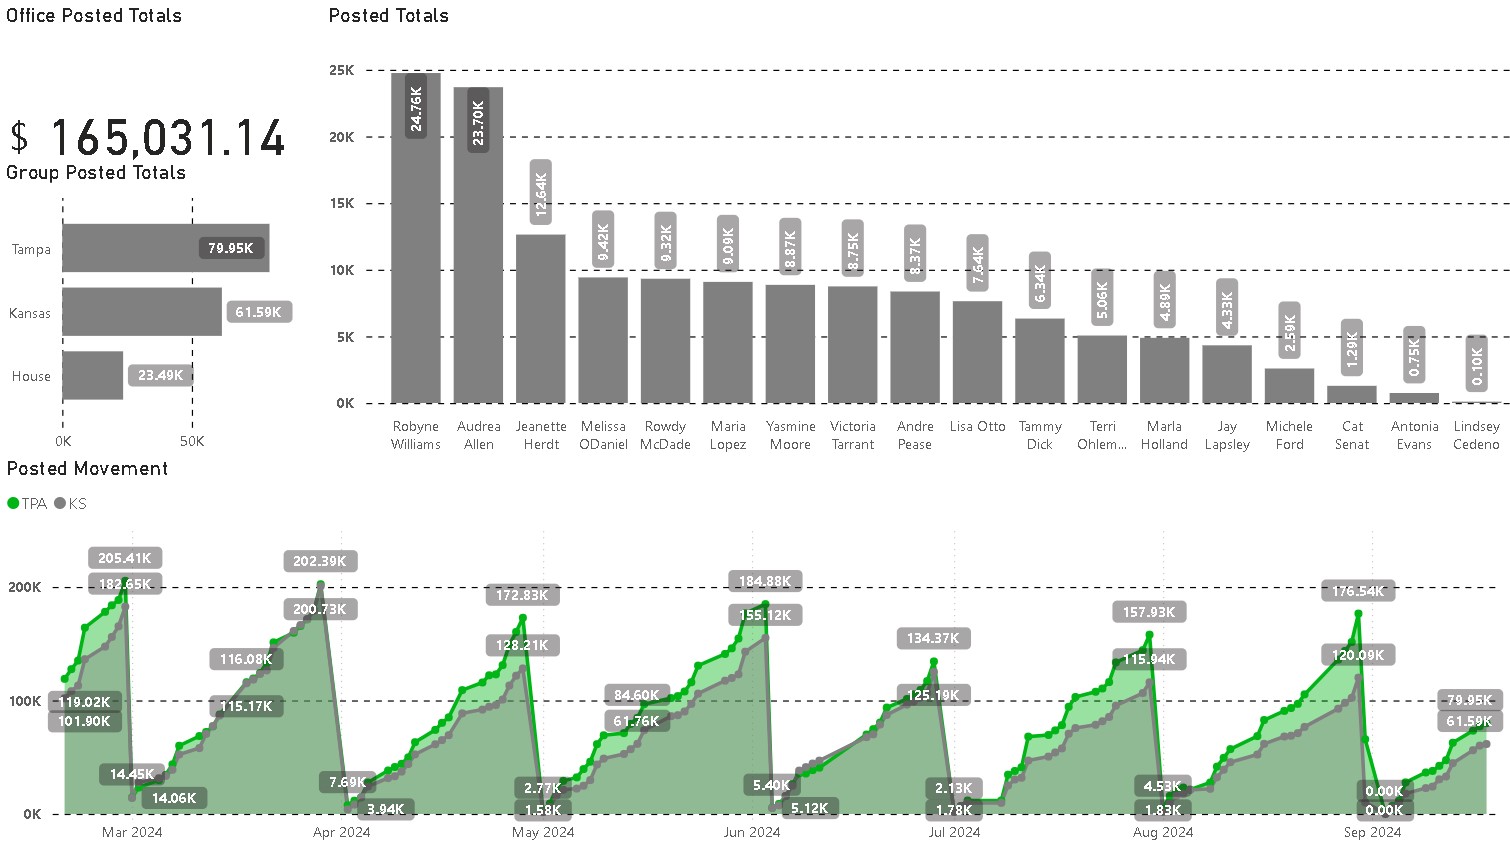 Office Posted Totals
$ 165,031.14
Group Posted Totals
Tampa
79.95K
Kansas
61.59K
House
23.49K
0K
50K
Posted Totals
25K
20K
15K
10K
5K
0K
24.76K
23.70K
12.64K
9.42K
9.32K
9.09K
8.87K
8.75K
8.37K
7.64K
6.34K
5.06K
4.89K
4.33K
2.59K
1.29K
0.75K
0.10K
Robyne
Williams
Audrea
Allen
Jeanette
Herdt
Melissa
ODaniel
Rowdy
McDade
Maria
Lopez
Yasmine
Moore
Victoria
Tarrant
Andre
Pease
Lisa Otto
Tammy
Dick
Terri
Ohlem...
Marla
Holland
Jay
Lapsley
Michele
Ford
Cat
Senat
Antonia
Evans
Lindsey
Cedeno
Posted Movement
TPA
KS
200K
100K
0K
205.41K
182.65K
119.02K
101.90K
14.45K
14.06K
116.08K
115.17K
202.39K
200.73K
7.69K
3.94K
172.83K
128.21K
2.77K
1.58K
84.60K
61.76K
184.88K
155.12K
5.40K
5.12K
134.37K
125.19K
2.13K
1.78K
157.93K
115.94K
4.53K
1.83K
176.54K
120.09K
0.00K
0.00K
79.95K
61.59K
Mar 2024
Apr 2024
May 2024
Jun 2024
Jul 2024
Aug 2024
Sep 2024